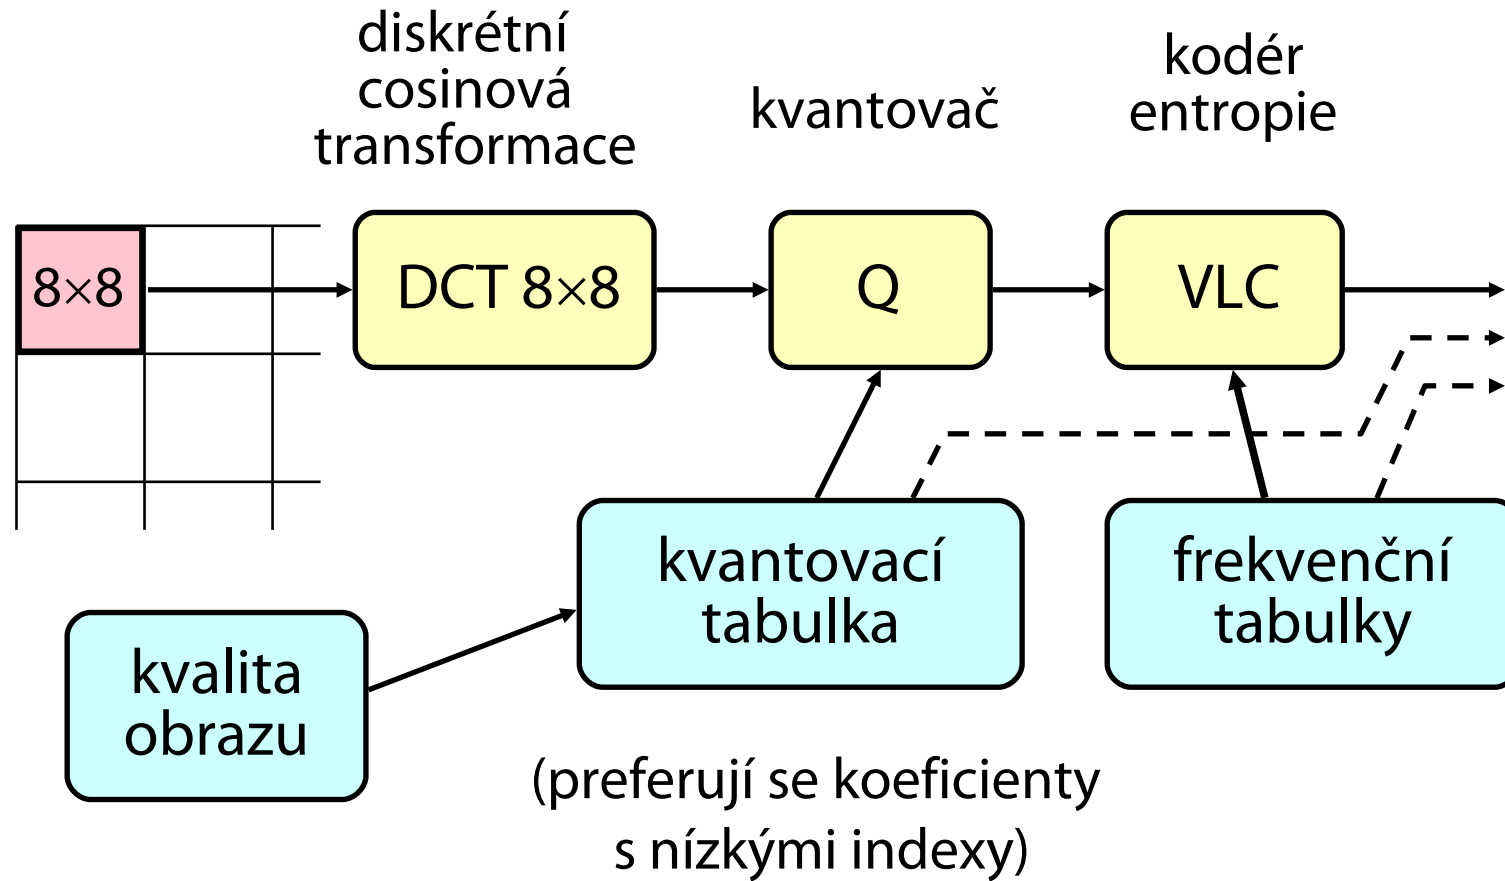 diskrétní
cosinová
transformace
kvantovač
kodér
entropie
8×8
DCT 8×8
Q
VLC
kvantovací
tabulka
frekvenční
tabulky
kvalita
obrazu
(preferují se koeficienty
s nízkými indexy)